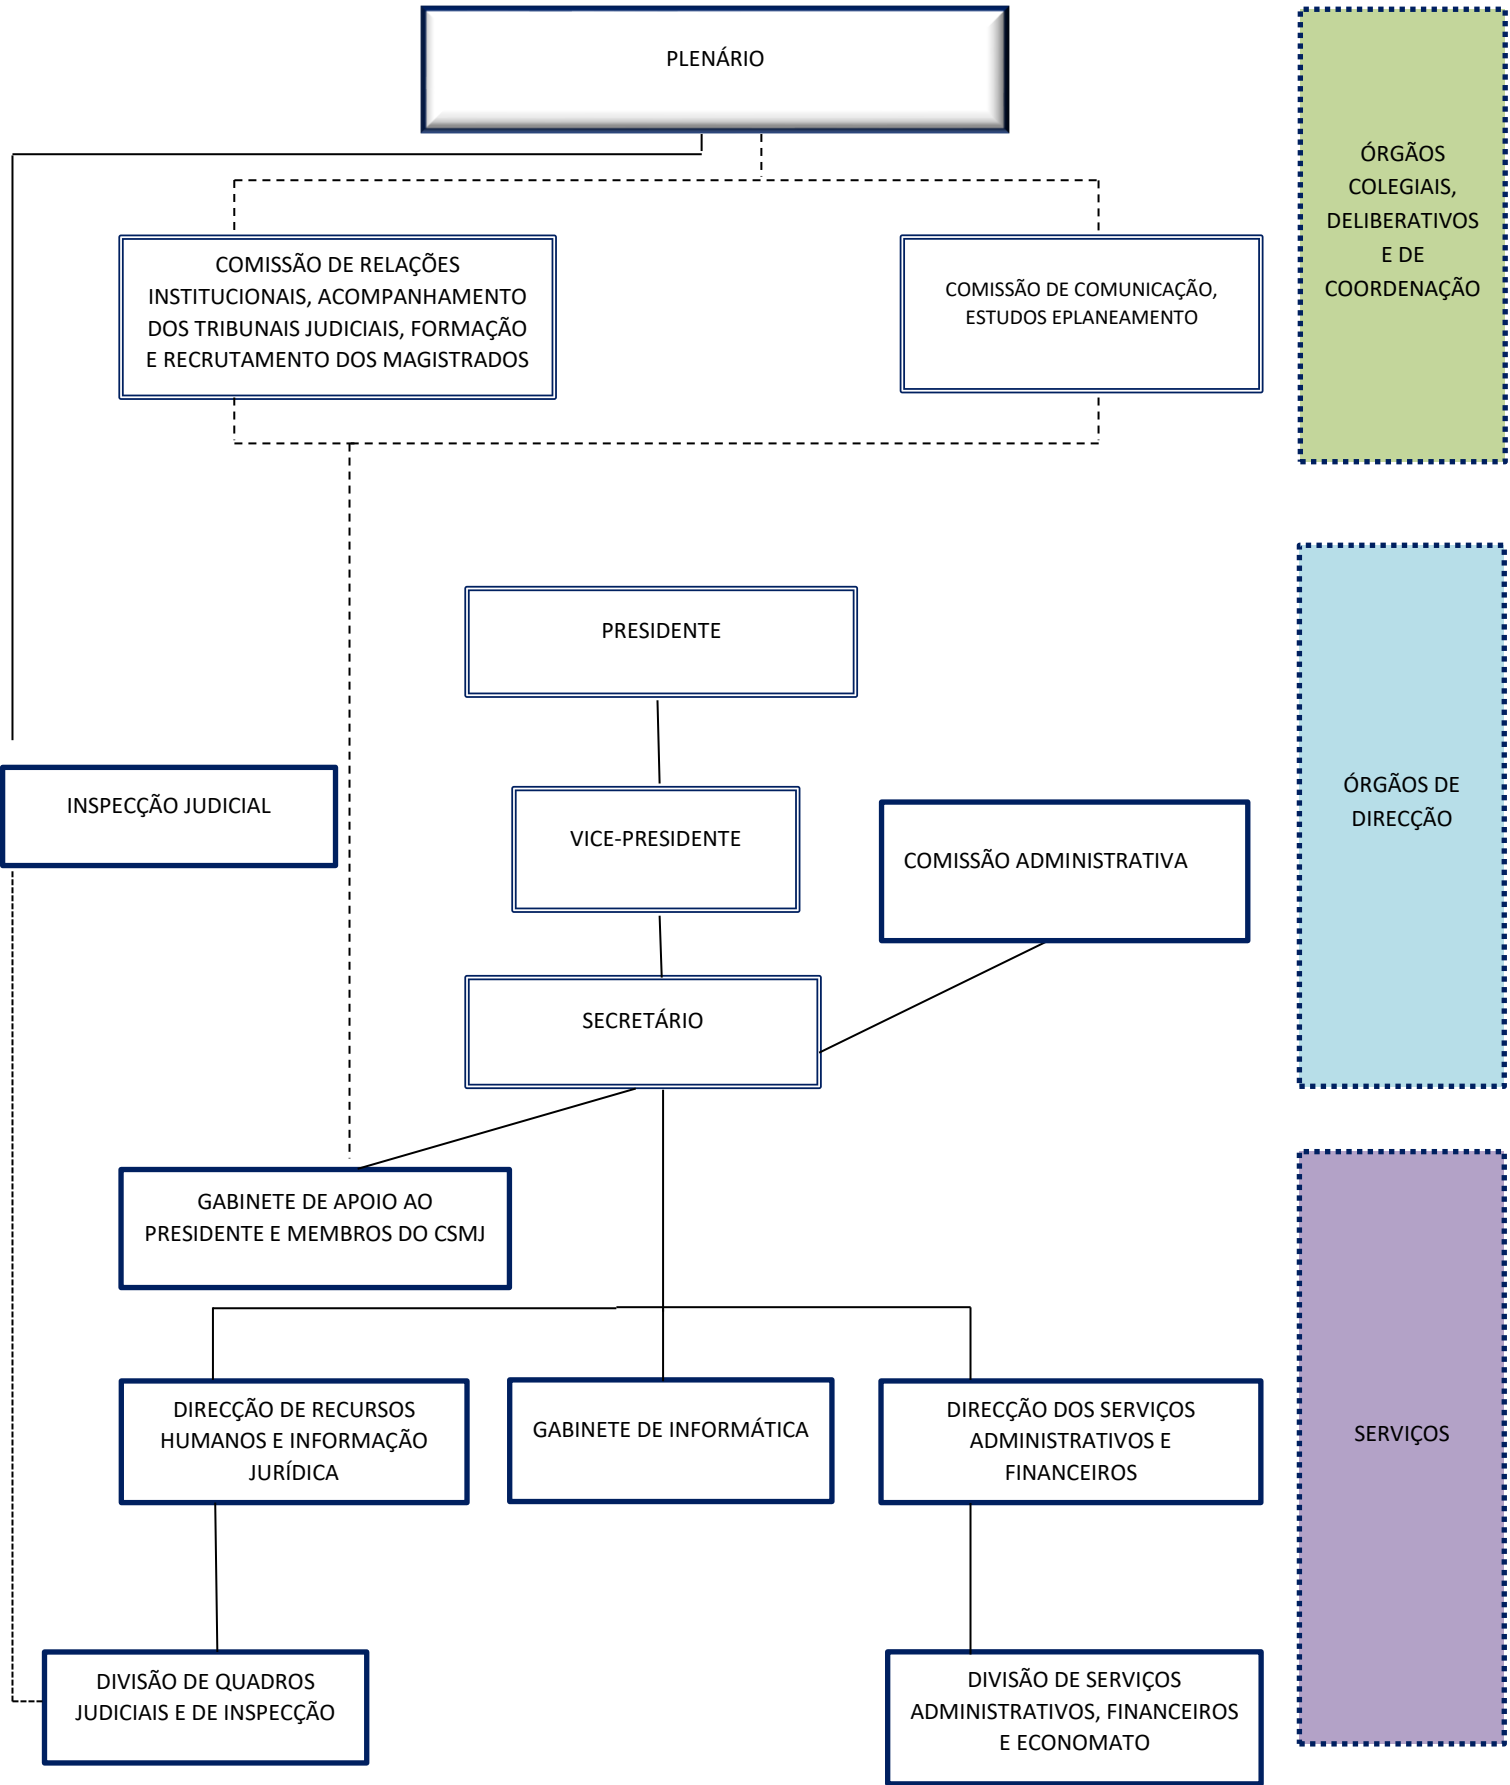 PLENÁRIO
COMISSÃO DE RELAÇÕES
INSTITUCIONAIS, ACOMPANHAMENTO
DOS TRIBUNAIS JUDICIAIS, FORMAÇÃO
E RECRUTAMENTO DOS MAGISTRADOS
COMISSÃO DE COMUNICAÇÃO,
ESTUDOS EPLANEAMENTO
ÓRGÃOS
COLEGIAIS,
DELIBERATIVOS
E DE
COORDENAÇÃO
PRESIDENTE
INSPECÇÃO JUDICIAL
VICE-PRESIDENTE
COMISSÃO ADMINISTRATIVA
SECRETÁRIO
ÓRGÃOS DE
DIRECÇÃO
GABINETE DE APOIO AO
PRESIDENTE E MEMBROS DO CSMJ
DIRECÇÃO DE RECURSOS
HUMANOS E INFORMAÇÃO
JURÍDICA
GABINETE DE INFORMÁTICA
DIRECÇÃO DOS SERVIÇOS
ADMINISTRATIVOS E
FINANCEIROS
SERVIÇOS
DIVISÃO DE QUADROS
JUDICIAIS E DE INSPECÇÃO
DIVISÃO DE SERVIÇOS
ADMINISTRATIVOS, FINANCEIROS
E ECONOMATO